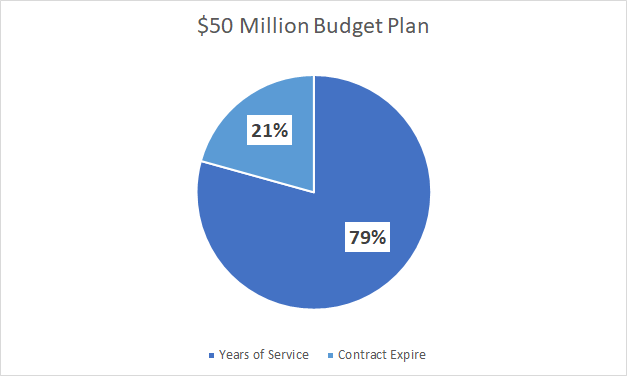 $50 Million Budget Plan
21%
79%
Years of Service
Contract Expire